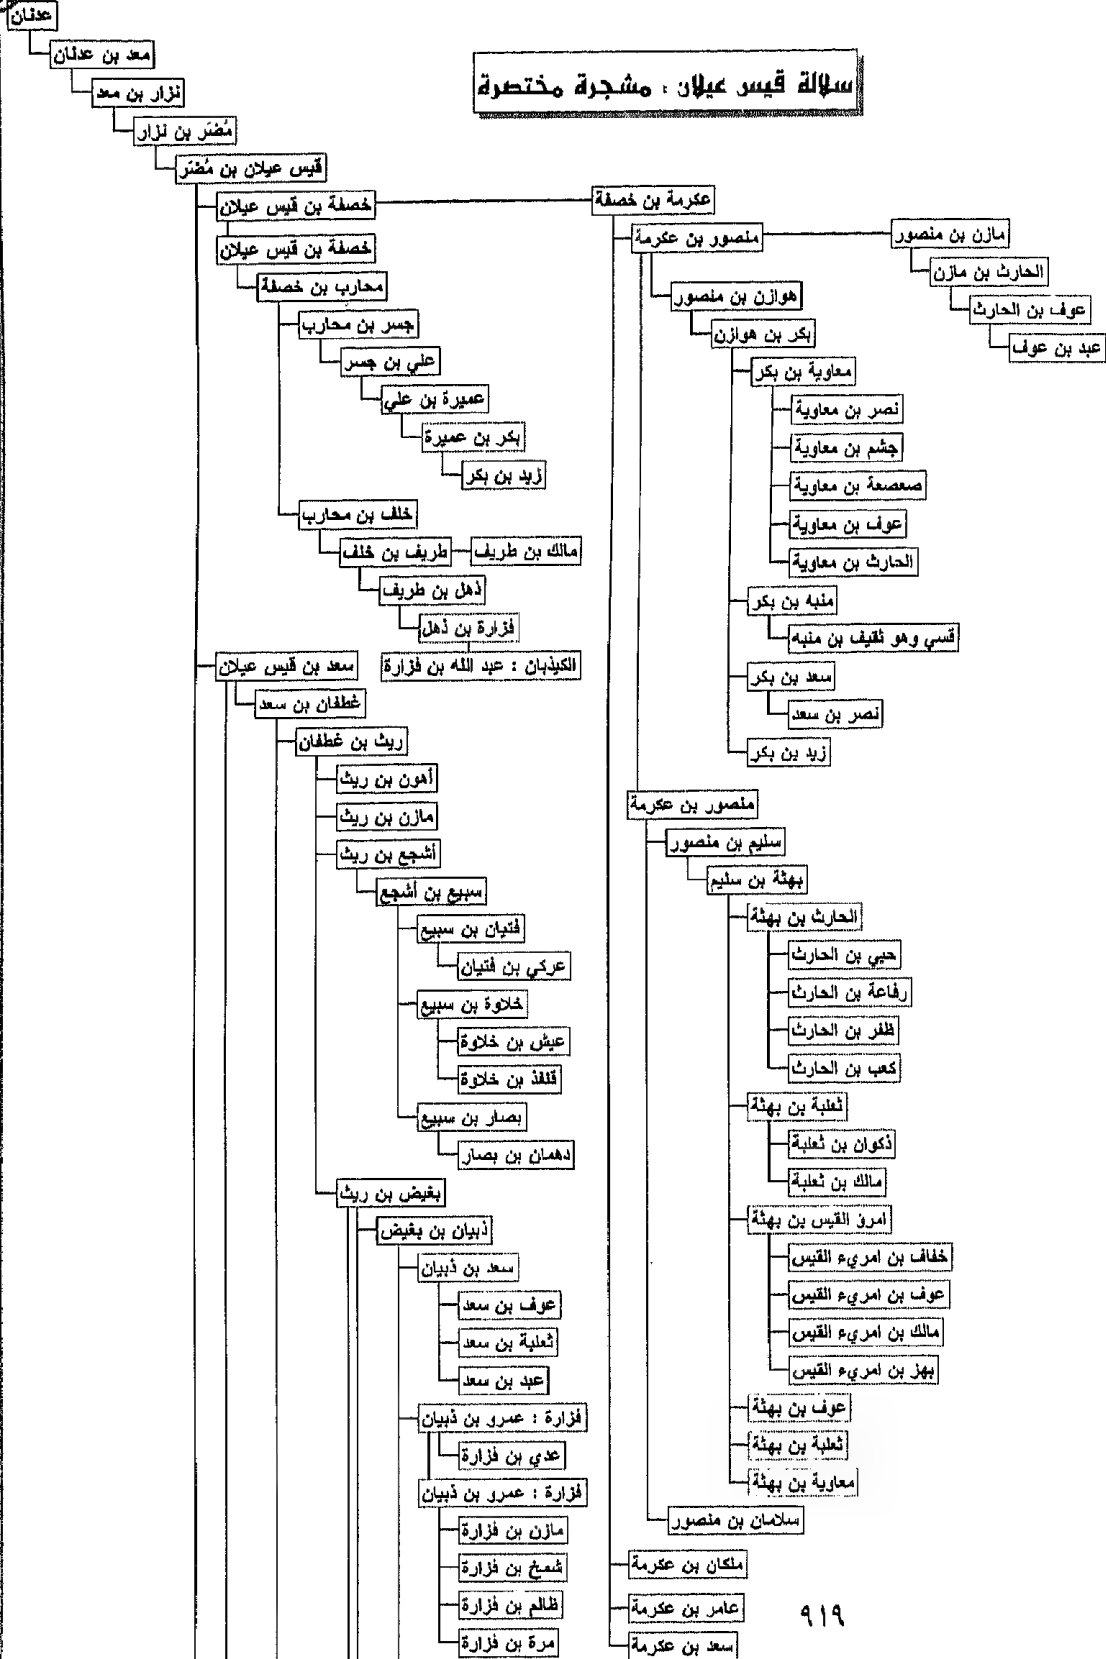 سلالة قيس عيلان : مشجرة مختصرة
عدنان
معد بن عدنان
نزار بن معد
مُضَر بن نزار
قيس عيلان بن مُضَر
خصفة بن قيس عيلان
خصفة بن قيس عيلان
محارب بن خصفة
جسر بن محارب
علي بن جسر
عميرة بن علي
بكر بن عميرة
زيد بن بكر
خلف بن محارب
طريف بن خلف
مالك بن طريف
ذهل بن طريف
فزارة بن ذهل
الكيذبان : عبد الله بن فزارة
سعد بن قيس عيلان
غطفان بن سعد
ريث بن غطفان
أهون بن ريث
مازن بن ريث
أشجع بن ريث
سبيع بن أشجع
فتيان بن سبيع
عركي بن فتيان
خلاوة بن سبيع
عيش بن خلاوة
قنفذ بن خلاوة
بصار بن سبيع
دهمان بن بصار
بغيض بن ريث
ذبيان بن بغيض
سعد بن ذبيان
عوف بن سعد
ثعلبة بن سعد
عبد بن سعد
فزارة : عمرو بن ذبيان
عدي بن فزارة
فزارة : عمرو بن ذبيان
مازن بن فزارة
شمخ بن فزارة
ظالم بن فزارة
مرة بن فزارة
عكرمة بن خصفة
منصور بن عكرمة
مازن بن منصور
الحارث بن مازن
عوف بن الحارث
عبد بن عوف
هوازن بن منصور
بكر بن هوازن
معاوية بن بكر
نصر بن معاوية
جشم بن معاوية
صعصعة بن معاوية
عوف بن معاوية
الحارث بن معاوية
منبه بن بكر
قسي وهو ثقيف بن منبه
سعد بن بكر
نصر بن سعد
زيد بن بكر
منصور بن عكرمة
سليم بن منصور
بهثة بن سليم
الحارث بن بهثة
حيي بن الحارث
رفاعة بن الحارث
ظفر بن الحارث
كعب بن الحارث
ثعلبة بن بهثة
ذكوان بن ثعلبة
مالك بن ثعلبة
امرؤ القيس بن بهثة
خفاف بن امريء القيس
عوف بن امريء القيس
مالك بن امريء القيس
بهز بن امريء القيس
عوف بن بهثة
ثعلبة بن بهثة
معاوية بن بهثة
سلامان بن منصور
ملكان بن عكرمة
عامر بن عكرمة
سعد بن عكرمة
٩١٩